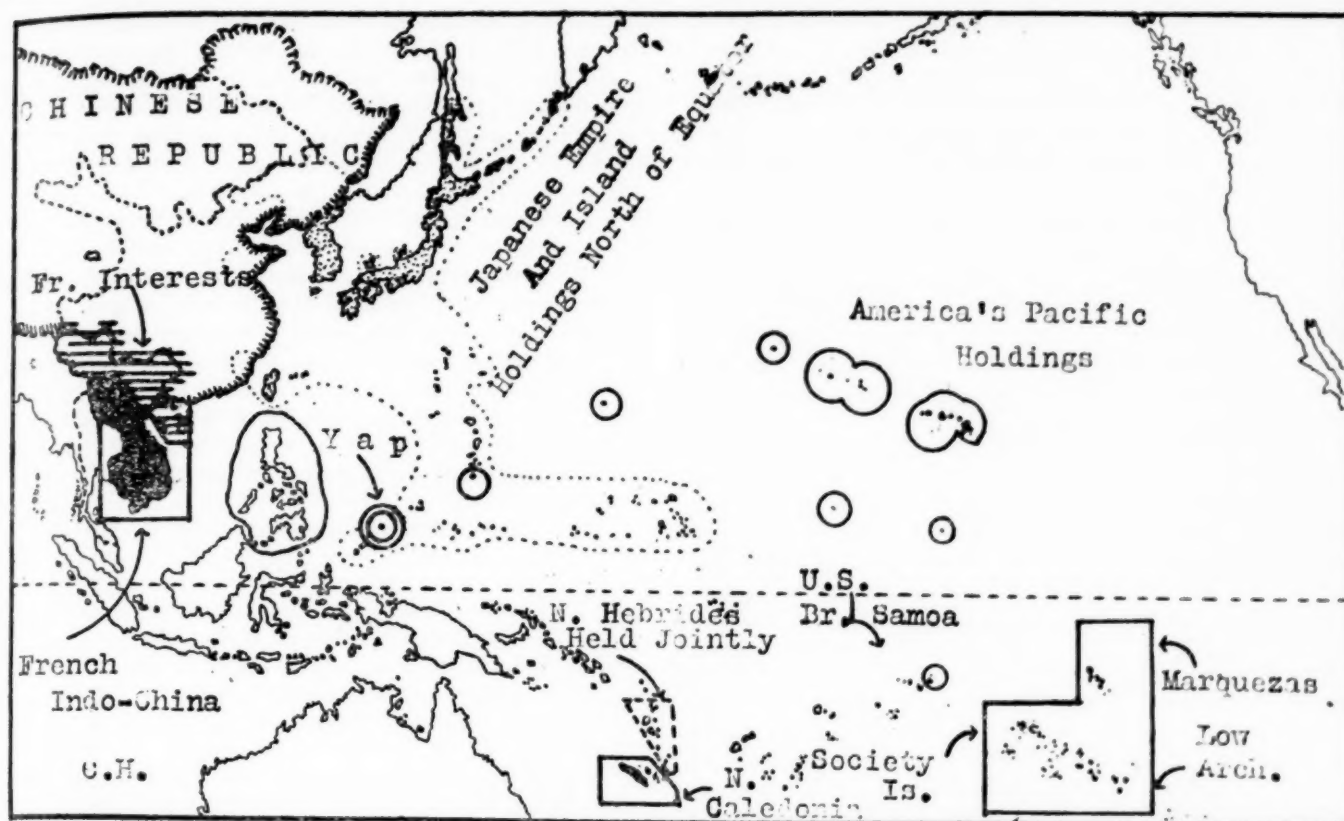 CHINESE
REPUBLIC
Fr. Interests
Japanese Empire
And Island
Holdings North of Equator
America's Pacific
Holdings
Yap
U.S.
Br. Samoa
N. Hebrides
Held Jointly
French
Indo-China
Marquezas
Society
Is.
Low
Arch.
N.
Caledonia